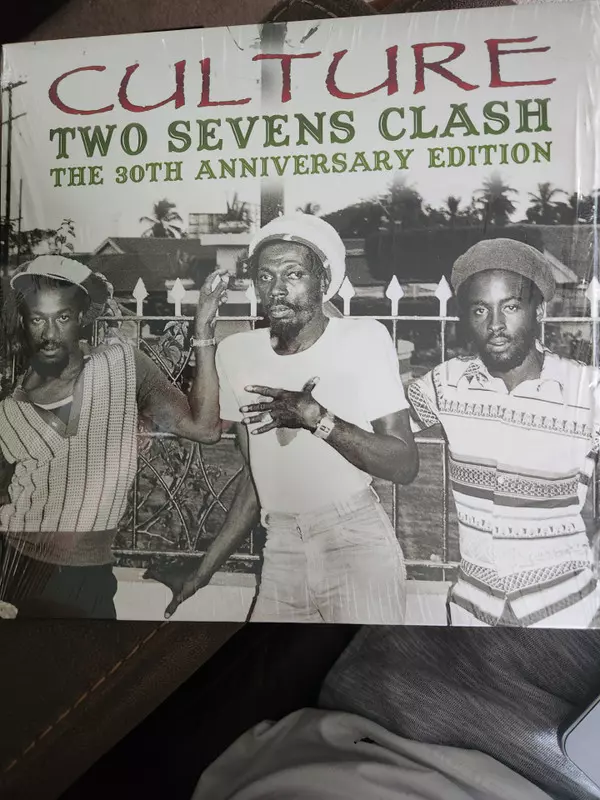 CULTURE
TWO SEVENS CLASH
THE 30TH ANNIVERSARY EDITION